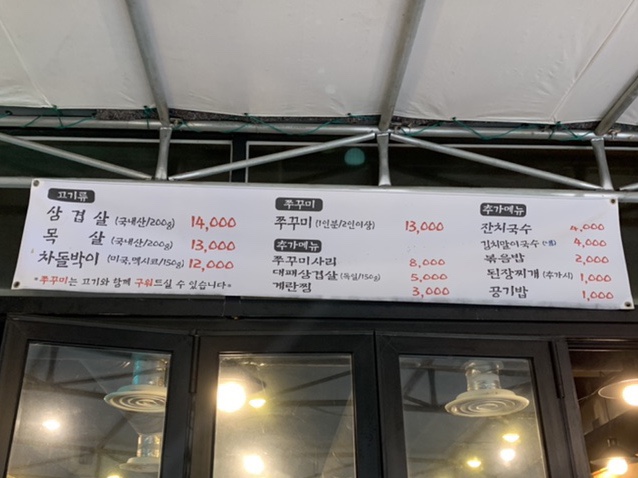 고기류
삼겹살 (국내산/200g) 14,000
목살 (국내산/200g) 13,000
차돌박이 (미국,멕시코/150g) 12,000
*쭈꾸미는 고기와 함께 구워드실 수 있습니다*
쭈꾸미
쭈꾸미 (1인분/2인이상) 13,000
추가메뉴
쭈꾸미사리 8,000
대패삼겹살 (독일/150g) 5,000
계란찜 3,000
추가메뉴
잔치국수 4,000
김치말이국수 (냉) 4,000
볶음밥 2,000
된장찌개 (추가시) 1,000
공기밥 1,000